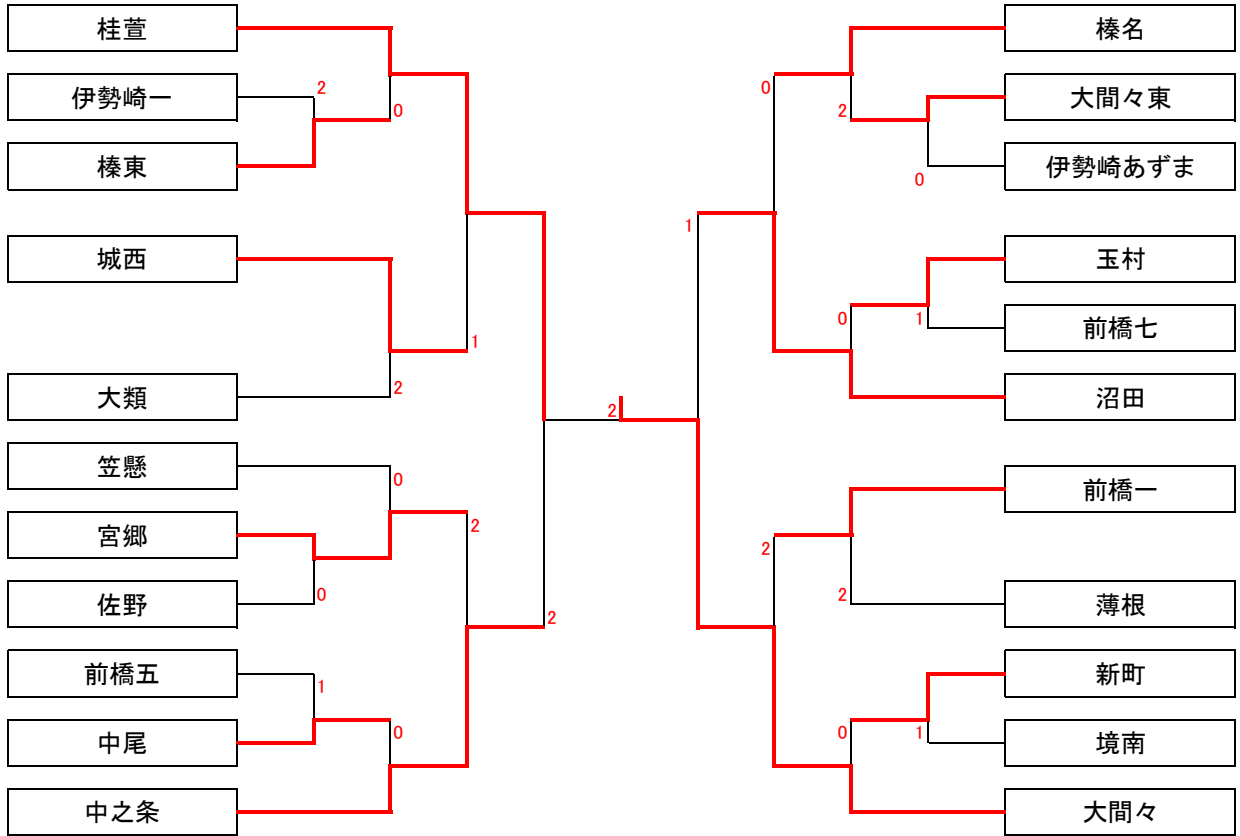 桂萱
伊勢崎一
2
0
榛東
城西
1
大類
2
笠懸
0
宮郷
2
佐野
0
2
前橋五
1
中尾
0
中之条
2
榛名
0
大間々東
2
伊勢崎あずま
0
1
玉村
0
1
前橋七
沼田
前橋一
2
薄根
2
新町
0
1
境南
大間々